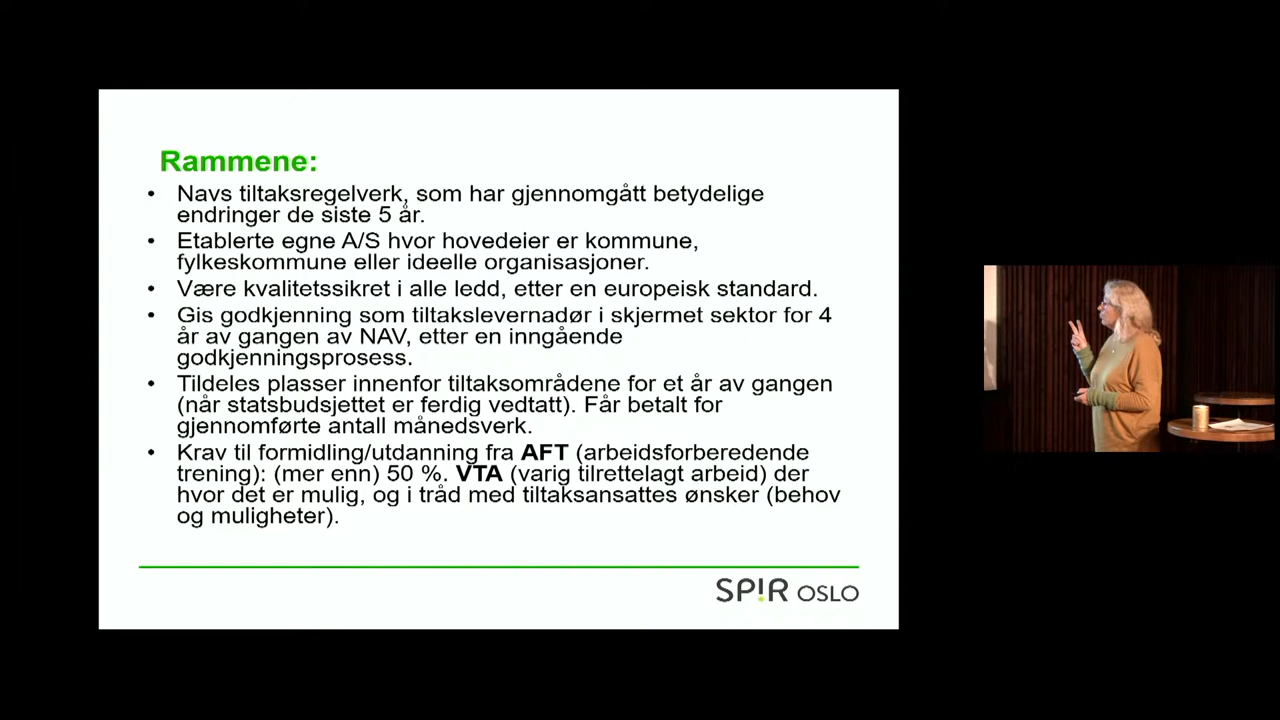 Rammene:
• Navs tiltaksregelverk, som har gjennomgått betydelige
endringer de siste 5 år.
• Etablerte egne A/S hvor hovedeier er kommune,
fylkeskommune eller ideelle organisasjoner.
• Være kvalitetssikret i alle ledd, etter en europeisk standard.
• Gis godkjenning som tiltakslevernadør i skjermet sektor for 4
år av gangen av NAV, etter en inngående
godkjenningsprosess.
• Tildeles plasser innenfor tiltaksområdene for et år av gangen
(når statsbudsjettet er ferdig vedtatt). Får betalt for
gjennomførte antall månedsverk.
• Krav til formidling/utdanning fra AFT (arbeidsforberedende
trening): (mer enn) 50 %. VTA (varig tilrettelagt arbeid) der
hvor det er mulig, og i tråd med tiltaksansattes ønsker (behov
og muligheter).
SP!R OSLO